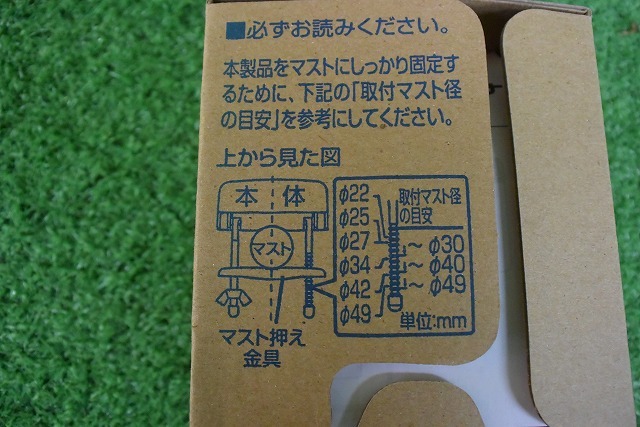 ■必ずお読みください。
本製品をマストにしっかり固定す
るために、下記の「取付マスト径
の目安」を参考にしてください。
上から見た図
本体
マスト
マスト押え
金具
φ22
φ25
φ27
φ34
φ42
φ49
取付マスト径
の目安
～φ30
～φ40
～φ49
単位:mm